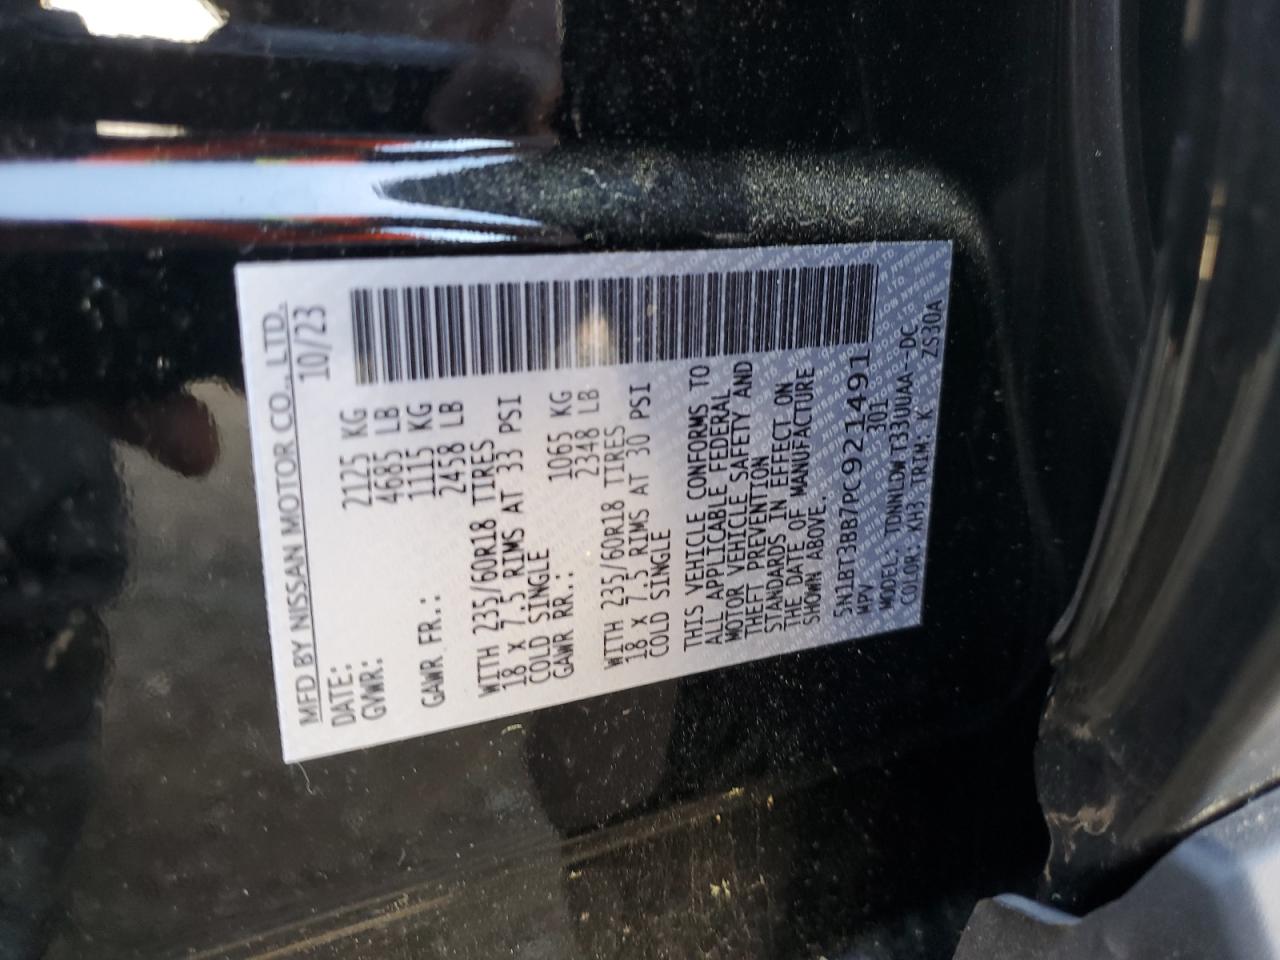 MFD BY NISSAN MOTOR CO., LTD.
DATE: 10/23
GVWR: 2125 KG
4685 LB
GAWR FR.: 1115 KG
2458 LB
WITH 235/60R18 TIRES
18 X 7.5 RIMS AT 33 PSI
COLD SINGLE
GAWR RR.: 1065 KG
2348 LB
WITH 235/60R18 TIRES
18 X 7.5 RIMS AT 30 PSI
COLD SINGLE
THIS VEHICLE CONFORMS TO
ALL APPLICABLE FEDERAL
MOTOR VEHICLE SAFETY AND
THEFT PREVENTION
STANDARDS IN EFFECT ON
THE DATE OF MANUFACTURE
SHOWN ABOVE.
5N1BT3BB7PC921491
MPV 301
MODEL: TDNNLDWT33UUAA--DC
COLOR: KH3 TRIM: K ZS30A